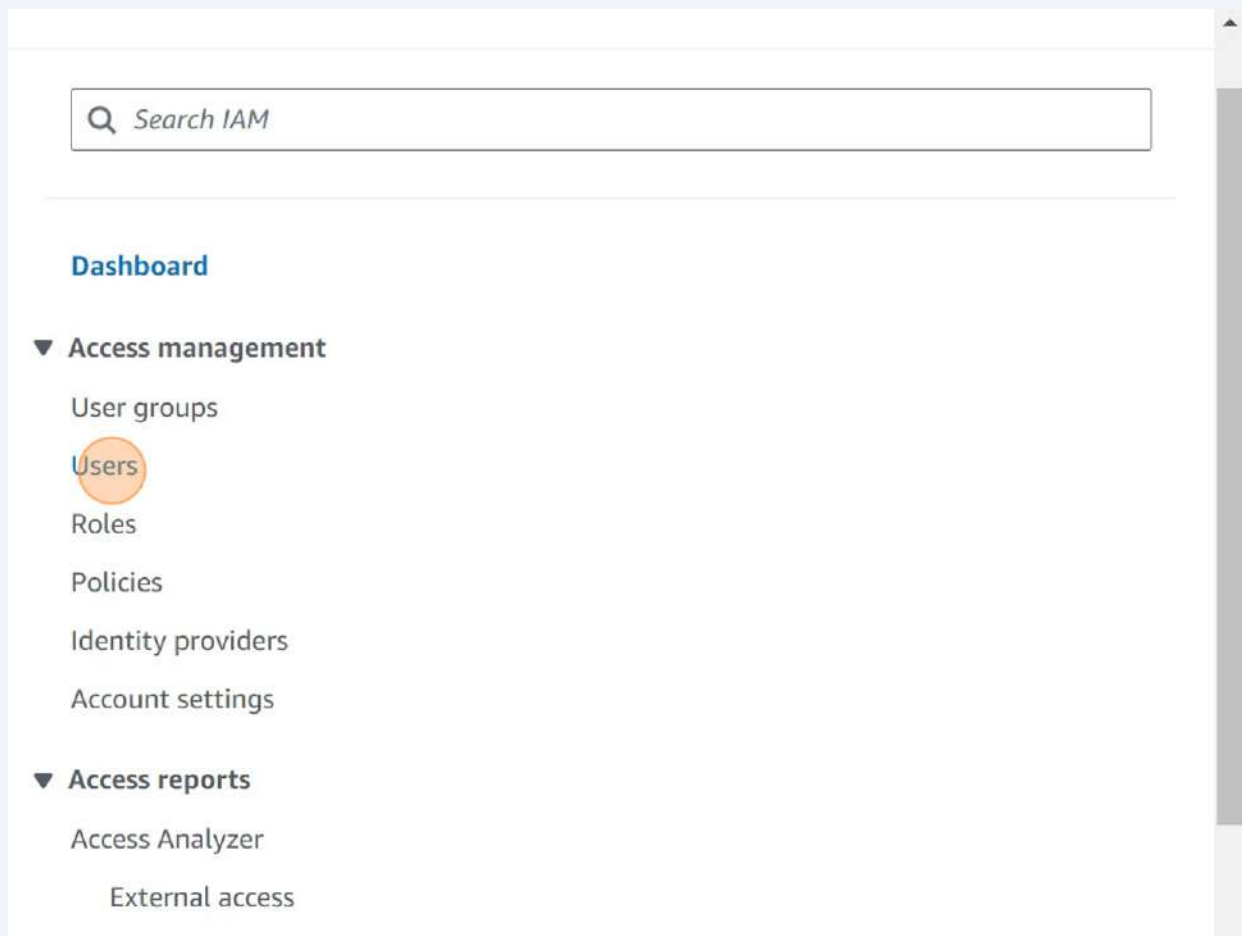 Search IAM
Dashboard
Access management
User groups
Users
Roles
Policies
Identity providers
Account settings
Access reports
Access Analyzer
External access